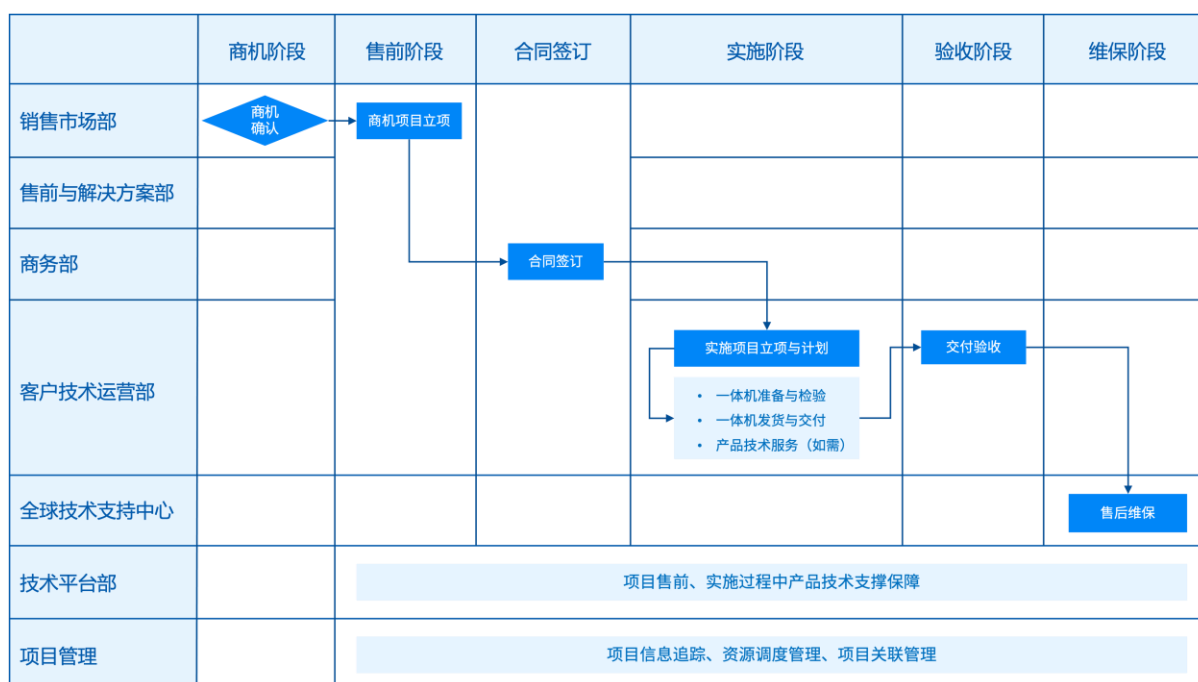 商机阶段
售前阶段
合同签订
实施阶段
验收阶段
维保阶段
销售市场部
商机
确认
商机项目立项
售前与解决方案部
商务部
合同签订
客户技术运营部
实施项目立项与计划
• 一体机准备与检验
• 一体机发货与交付
• 产品技术服务（如需）
交付验收
全球技术支持中心
售后维保
技术平台部
项目售前、实施过程中产品技术支撑保障
项目管理
项目信息追踪、资源调度管理、项目关联管理